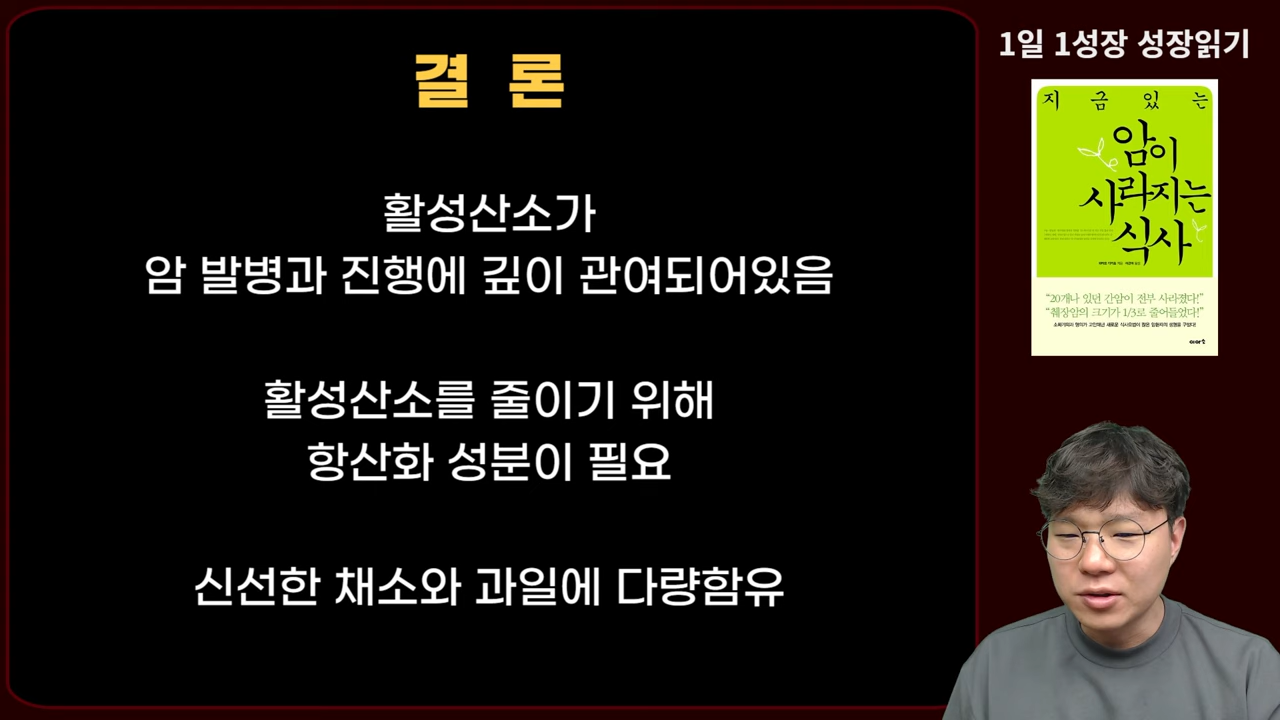 결 론
활성산소가
암 발병과 진행에 깊이 관여되어있음
활성산소를 줄이기 위해
항산화 성분이 필요
신선한 채소와 과일에 다량함유
1일 1성장 성장읽기
지금있는
암이
사라지는
식사
“20개나 있던 간암이 전부 사라졌다!”
“췌장암의 크기가 1/3로 줄어들었다!”